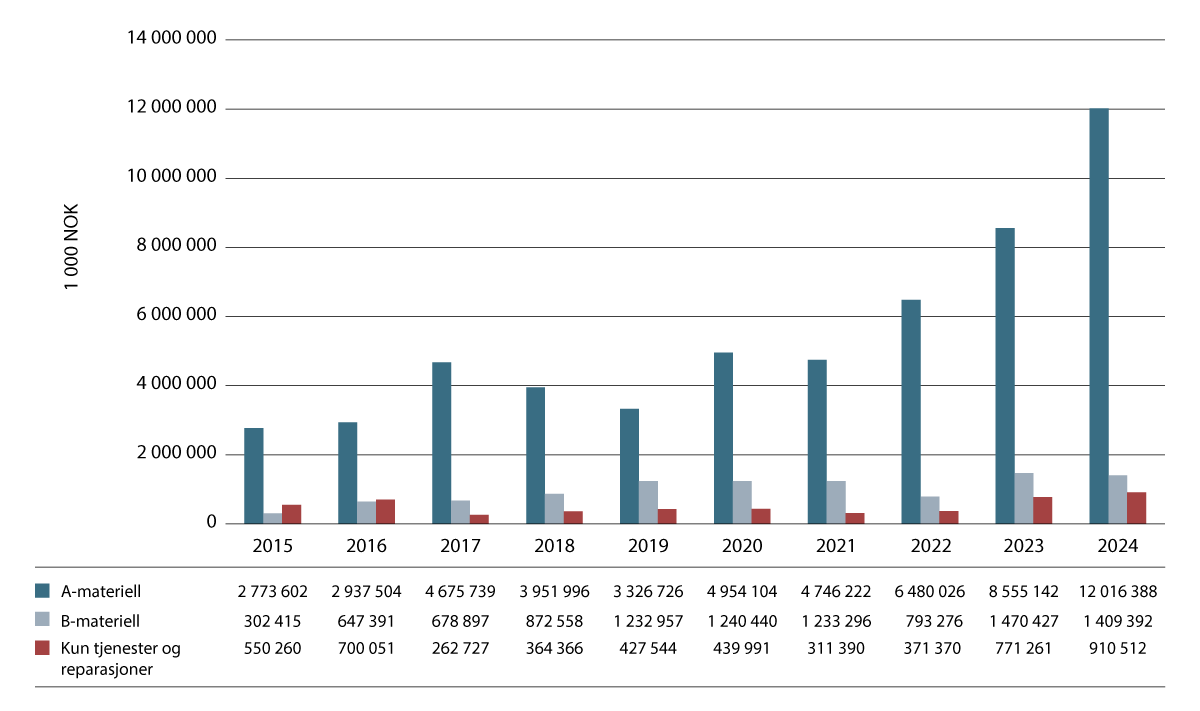 14 000 000
12 000 000
10 000 000
8 000 000
6 000 000
4 000 000
2 000 000
0
1 000 NOK
2015 2016 2017 2018 2019 2020 2021 2022 2023 2024
A-materiell 2 773 602 2 937 504 4 675 739 3 951 996 3 326 726 4 954 104 4 746 222 6 480 026 8 555 142 12 016 388
B-materiell 302 415 647 391 678 897 872 558 1 232 957 1 240 440 1 233 296 793 276 1 470 427 1 409 392
Kun tjenester og 550 260 700 051 262 727 364 366 427 544 439 991 311 390 371 370 771 261 910 512
reparasjoner